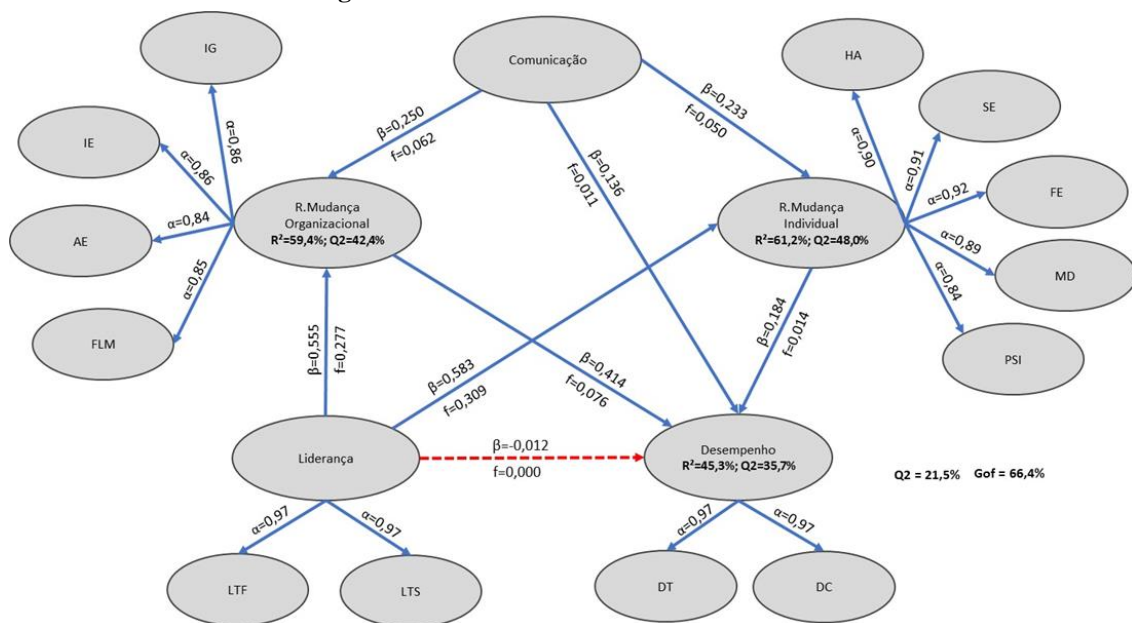 IG
Comunicação
HA
SE
IE
AE
FLM
FE
MD
PSI
α=0,86
α=0,86
α=0,84
α=0,85
β=0,250
f=0,062
β=0,233
f=0,050
β=0,136
f=0,011
α=0,90
α=0,91
α=0,92
α=0,89
α=0,84
R.Mudança
Organizacional
R²=59,4%; Q2=42,4%
R.Mudança
Individual
R²=61,2%; Q2=48,0%
β=0,555
f=0,277
β=0,583
f=0,309
β=0,414
f=0,076
β=0,184
f=0,014
Liderança
β=-0,012
f=0,000
Desempenho
R²=45,3%; Q2=35,7%
Q2 = 21,5% Gof = 66,4%
α=0,97
α=0,97
α=0,97
α=0,97
LTF
LTS
DT
DC